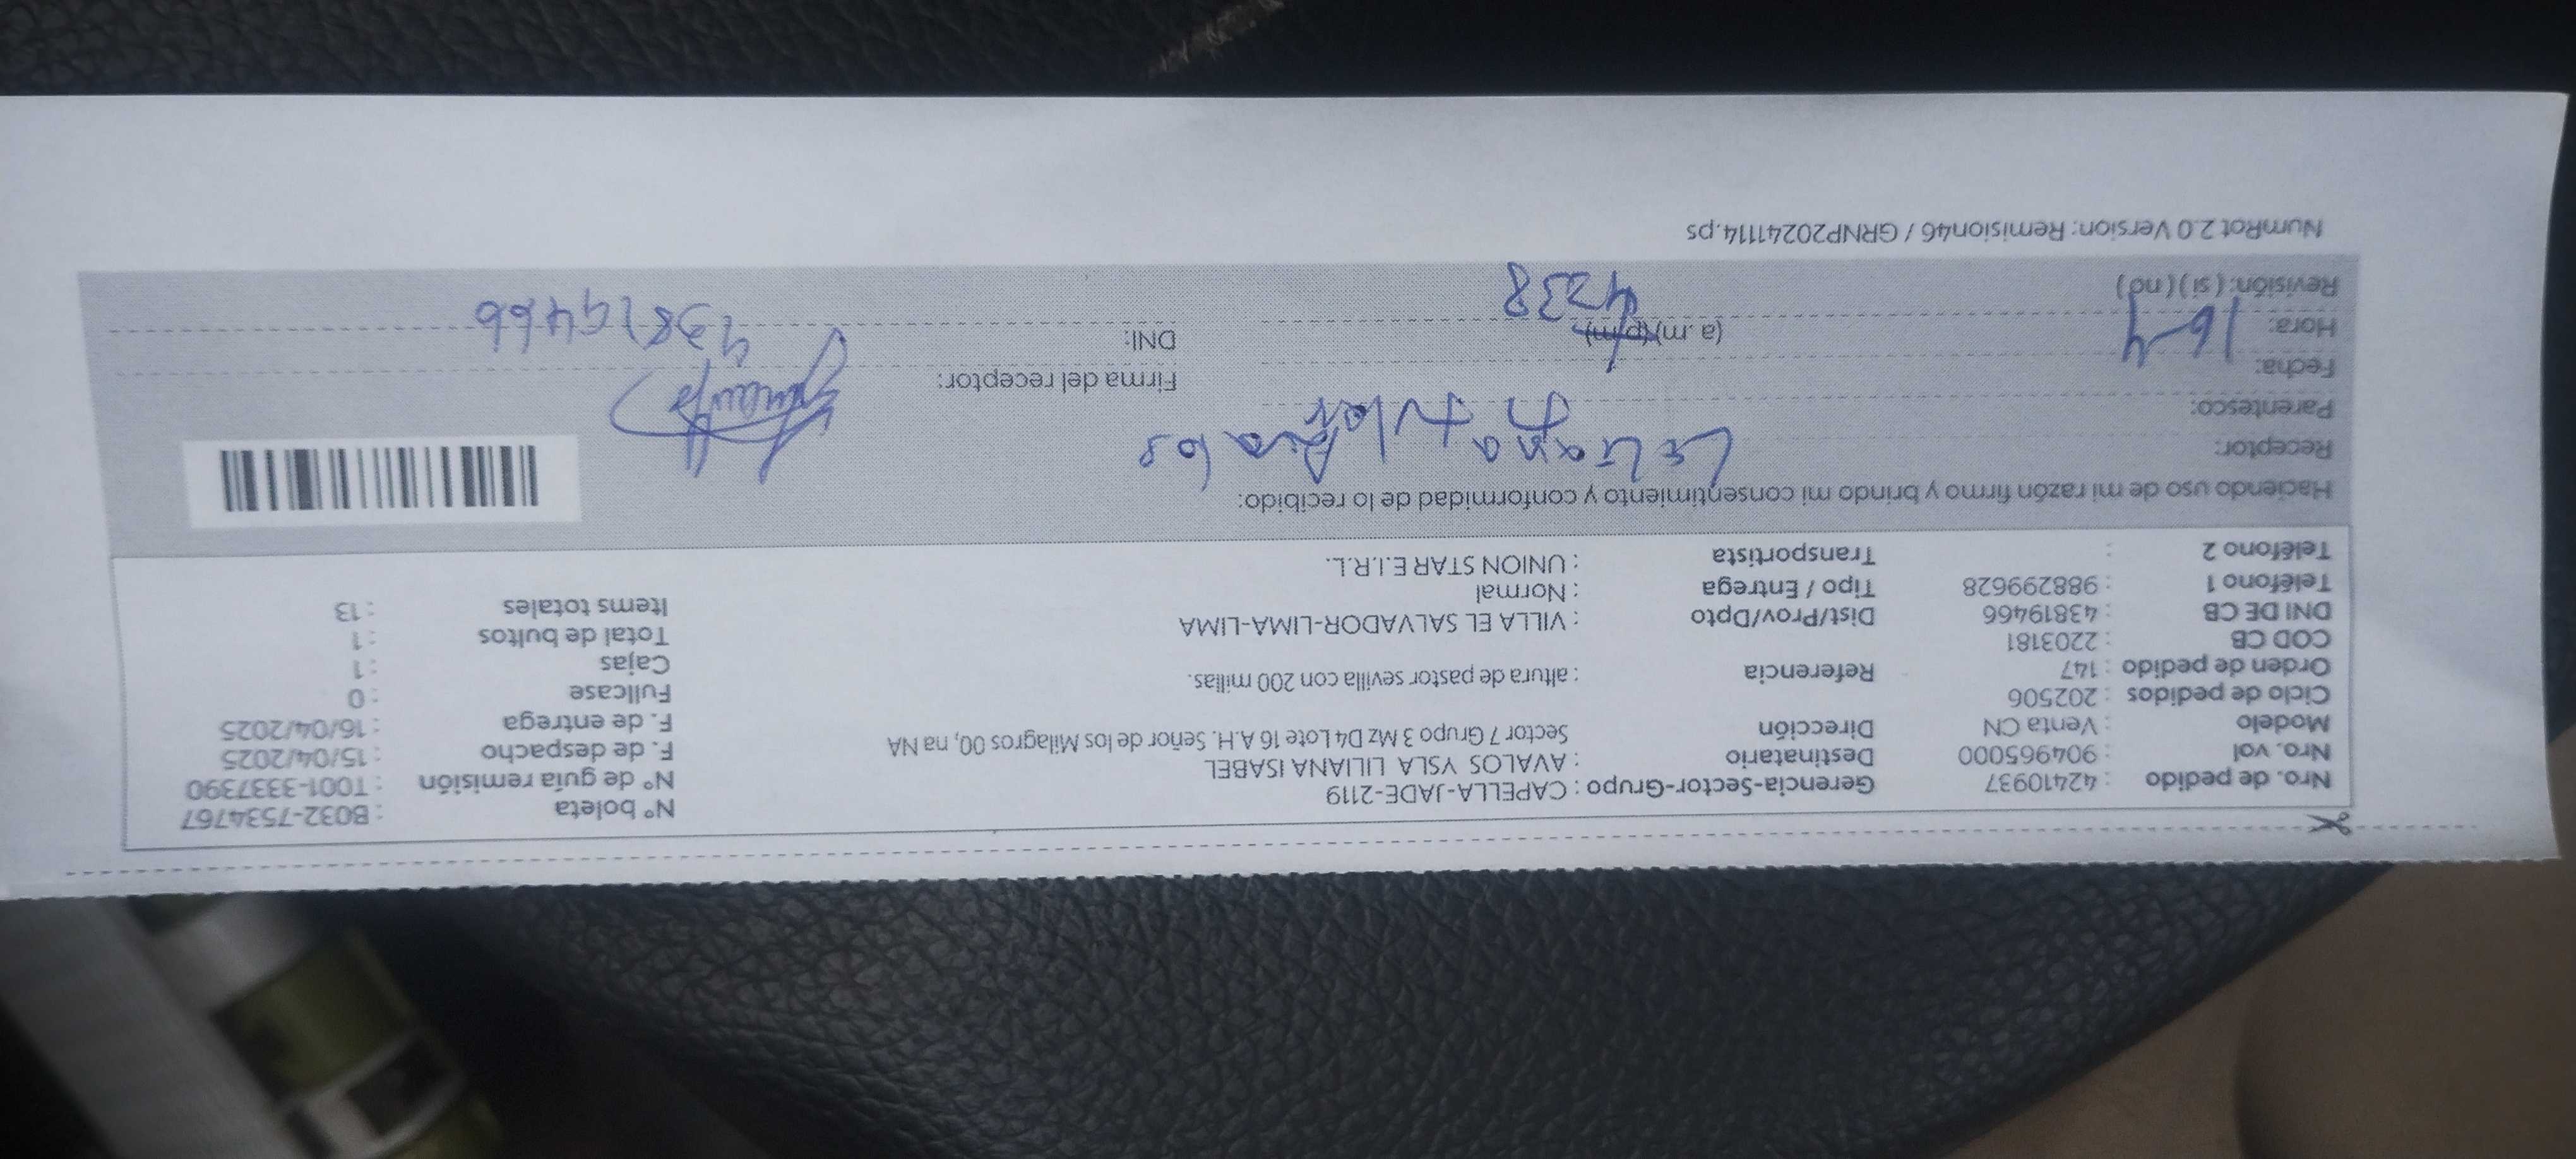 Nro. de pedido : 42410937 Gerencia-Sector-Grupo : CAPELLA-JADE-2119 N° boleta : B032-7534767
Nro. vol : 904965000 Destinatario : AVALOS YSLA LILIANA ISABEL N° de guía remisión : T001-3337390
Modelo : Venta CN Dirección Sector 7 Grupo 3 Mz D4 Lote 16 A.H. Señor de los Milagros 00, na NA F. de despacho : 15/04/2025
Ciclo de pedidos : 202506 F. de entrega : 16/04/2025
Orden de pedido : 147 Referencia : altura de pastor sevilla con 200 millas. Fullcase : 0
COD CB : 2203181 Cajas : 1
DNI DE CB : 43819466 Dist/Prov/Dpto : VILLA EL SALVADOR-LIMA-LIMA Total de bultos : 1
Teléfono 1 : 988299628 Tipo / Entrega : Normal Items totales : 13
Teléfono 2 : Transportista : UNION STAR E.I.R.L.
Haciendo uso de mi razón firmo y brindo mi consentimiento y conformidad de lo recibido:
Receptor:
Parentesco: titular
Fecha: 16-4 Firma del receptor:
Hora: (a.m)(p.m) DNI: 43819466
Revisión: (si) (no) 4338
NumRot 2.0 Version: Remision46 / GRNP20241114.ps